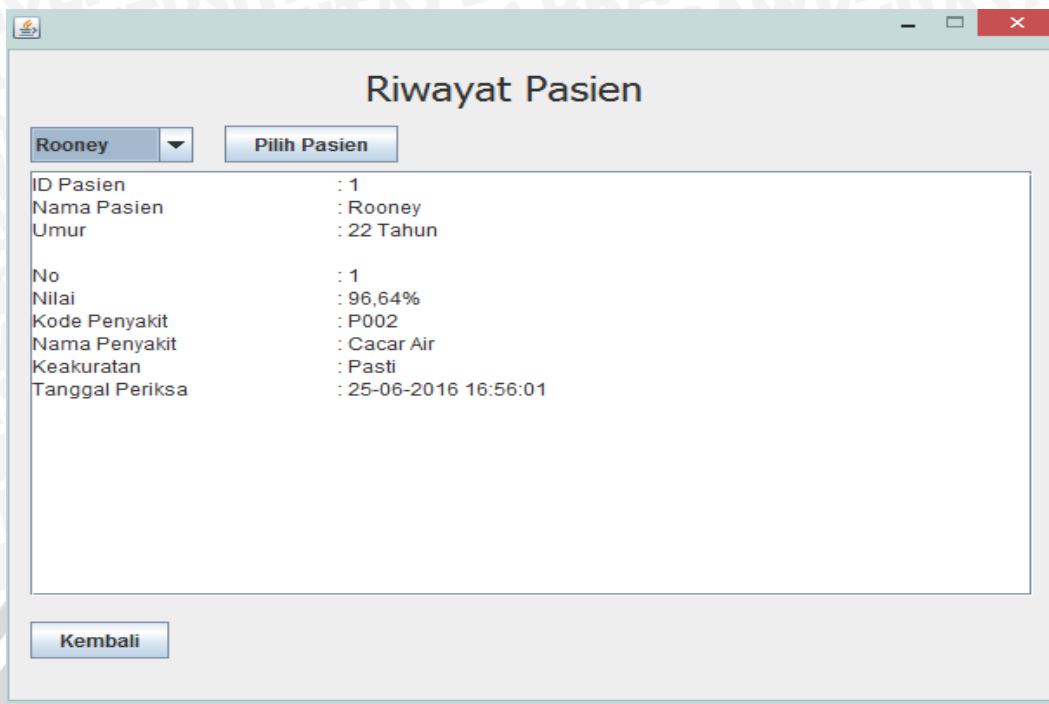 Riwayat Pasien
Rooney Pilih Pasien
ID Pasien : 1
Nama Pasien : Rooney
Umur : 22 Tahun
No : 1
Nilai : 96,64%
Kode Penyakit : P002
Nama Penyakit : Cacar Air
Keakuratan : Pasti
Tanggal Periksa : 25-06-2016 16:56:01
Kembali